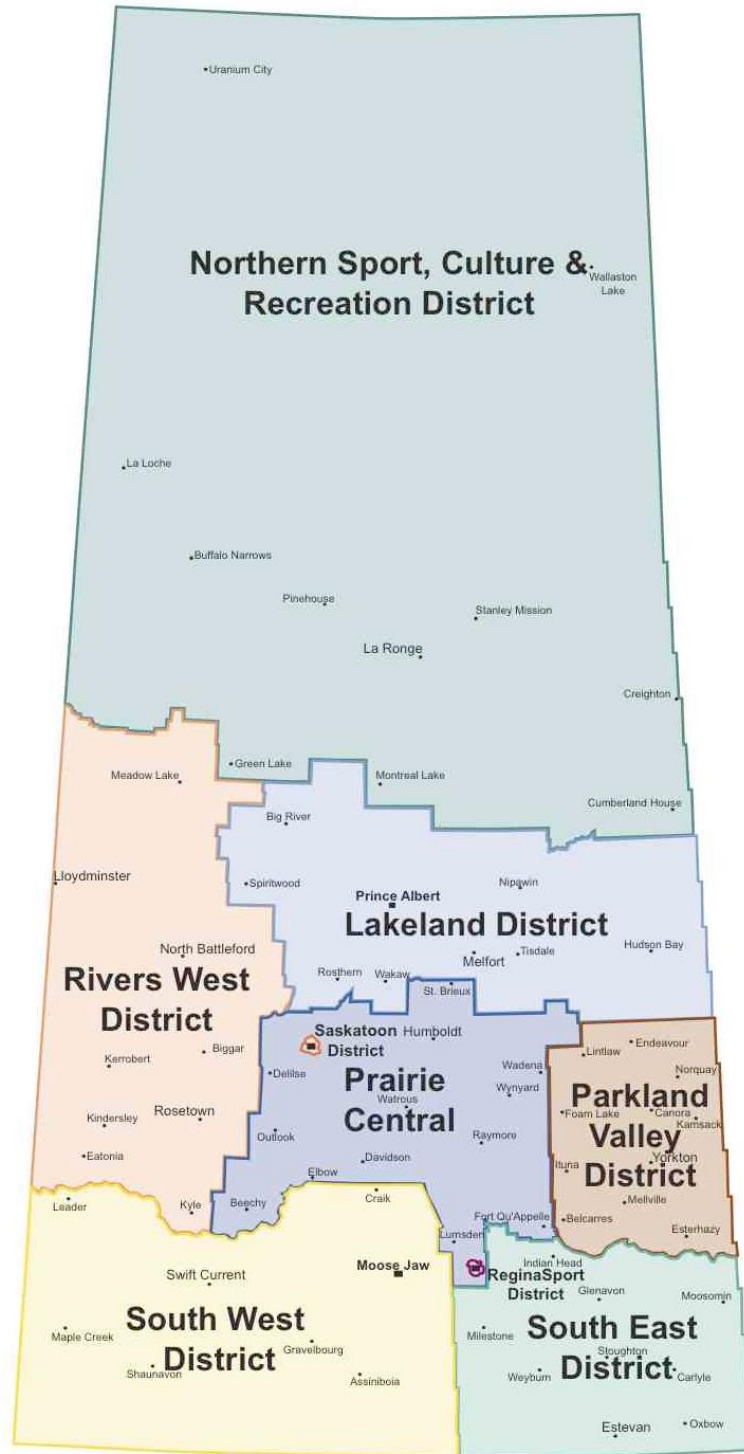 Uranium City
Northern Sport, Culture &
Recreation District
Wallaston
Lake
La Loche
Buffalo Narrows
Pinehouse
Stanley Mission
La Ronge
Creighton
Green Lake
Meadow Lake
Montreal Lake
Cumberland House
Big River
Lloydminster
Spiritwood
Nipawin
Prince Albert
Lakeland District
North Battleford
Melfort
Tisdale
Hudson Bay
Rivers West
District
Rosthern
Wakaw
St. Brieux
Saskatoon
District
Humboldt
Biggar
Kerrobert
Delilse
Prairie
Central
Watrous
Wadena
Wynyard
Lintlaw
Endeavour
Norquay
Parkland
Valley
District
Foam Lake
Canora
Kamsack
Kindersley
Rosetown
Outlook
Raymore
Eatonia
Davidson
Elbow
Ituna
Yorkton
Leader
Kyle
Beechy
Craik
Mellville
Fort Qu'Appelle
Belcarres
Lumsden
Esterhazy
Swift Current
Moose Jaw
Indian Head
ReginaSport
District
Glenavon
Moosomin
South West
District
Maple Creek
Shaunavon
Gravelbourg
Assiniboia
Milestone
South East
District
Stoughton
Weyburn
Carlyle
Estevan
Oxbow